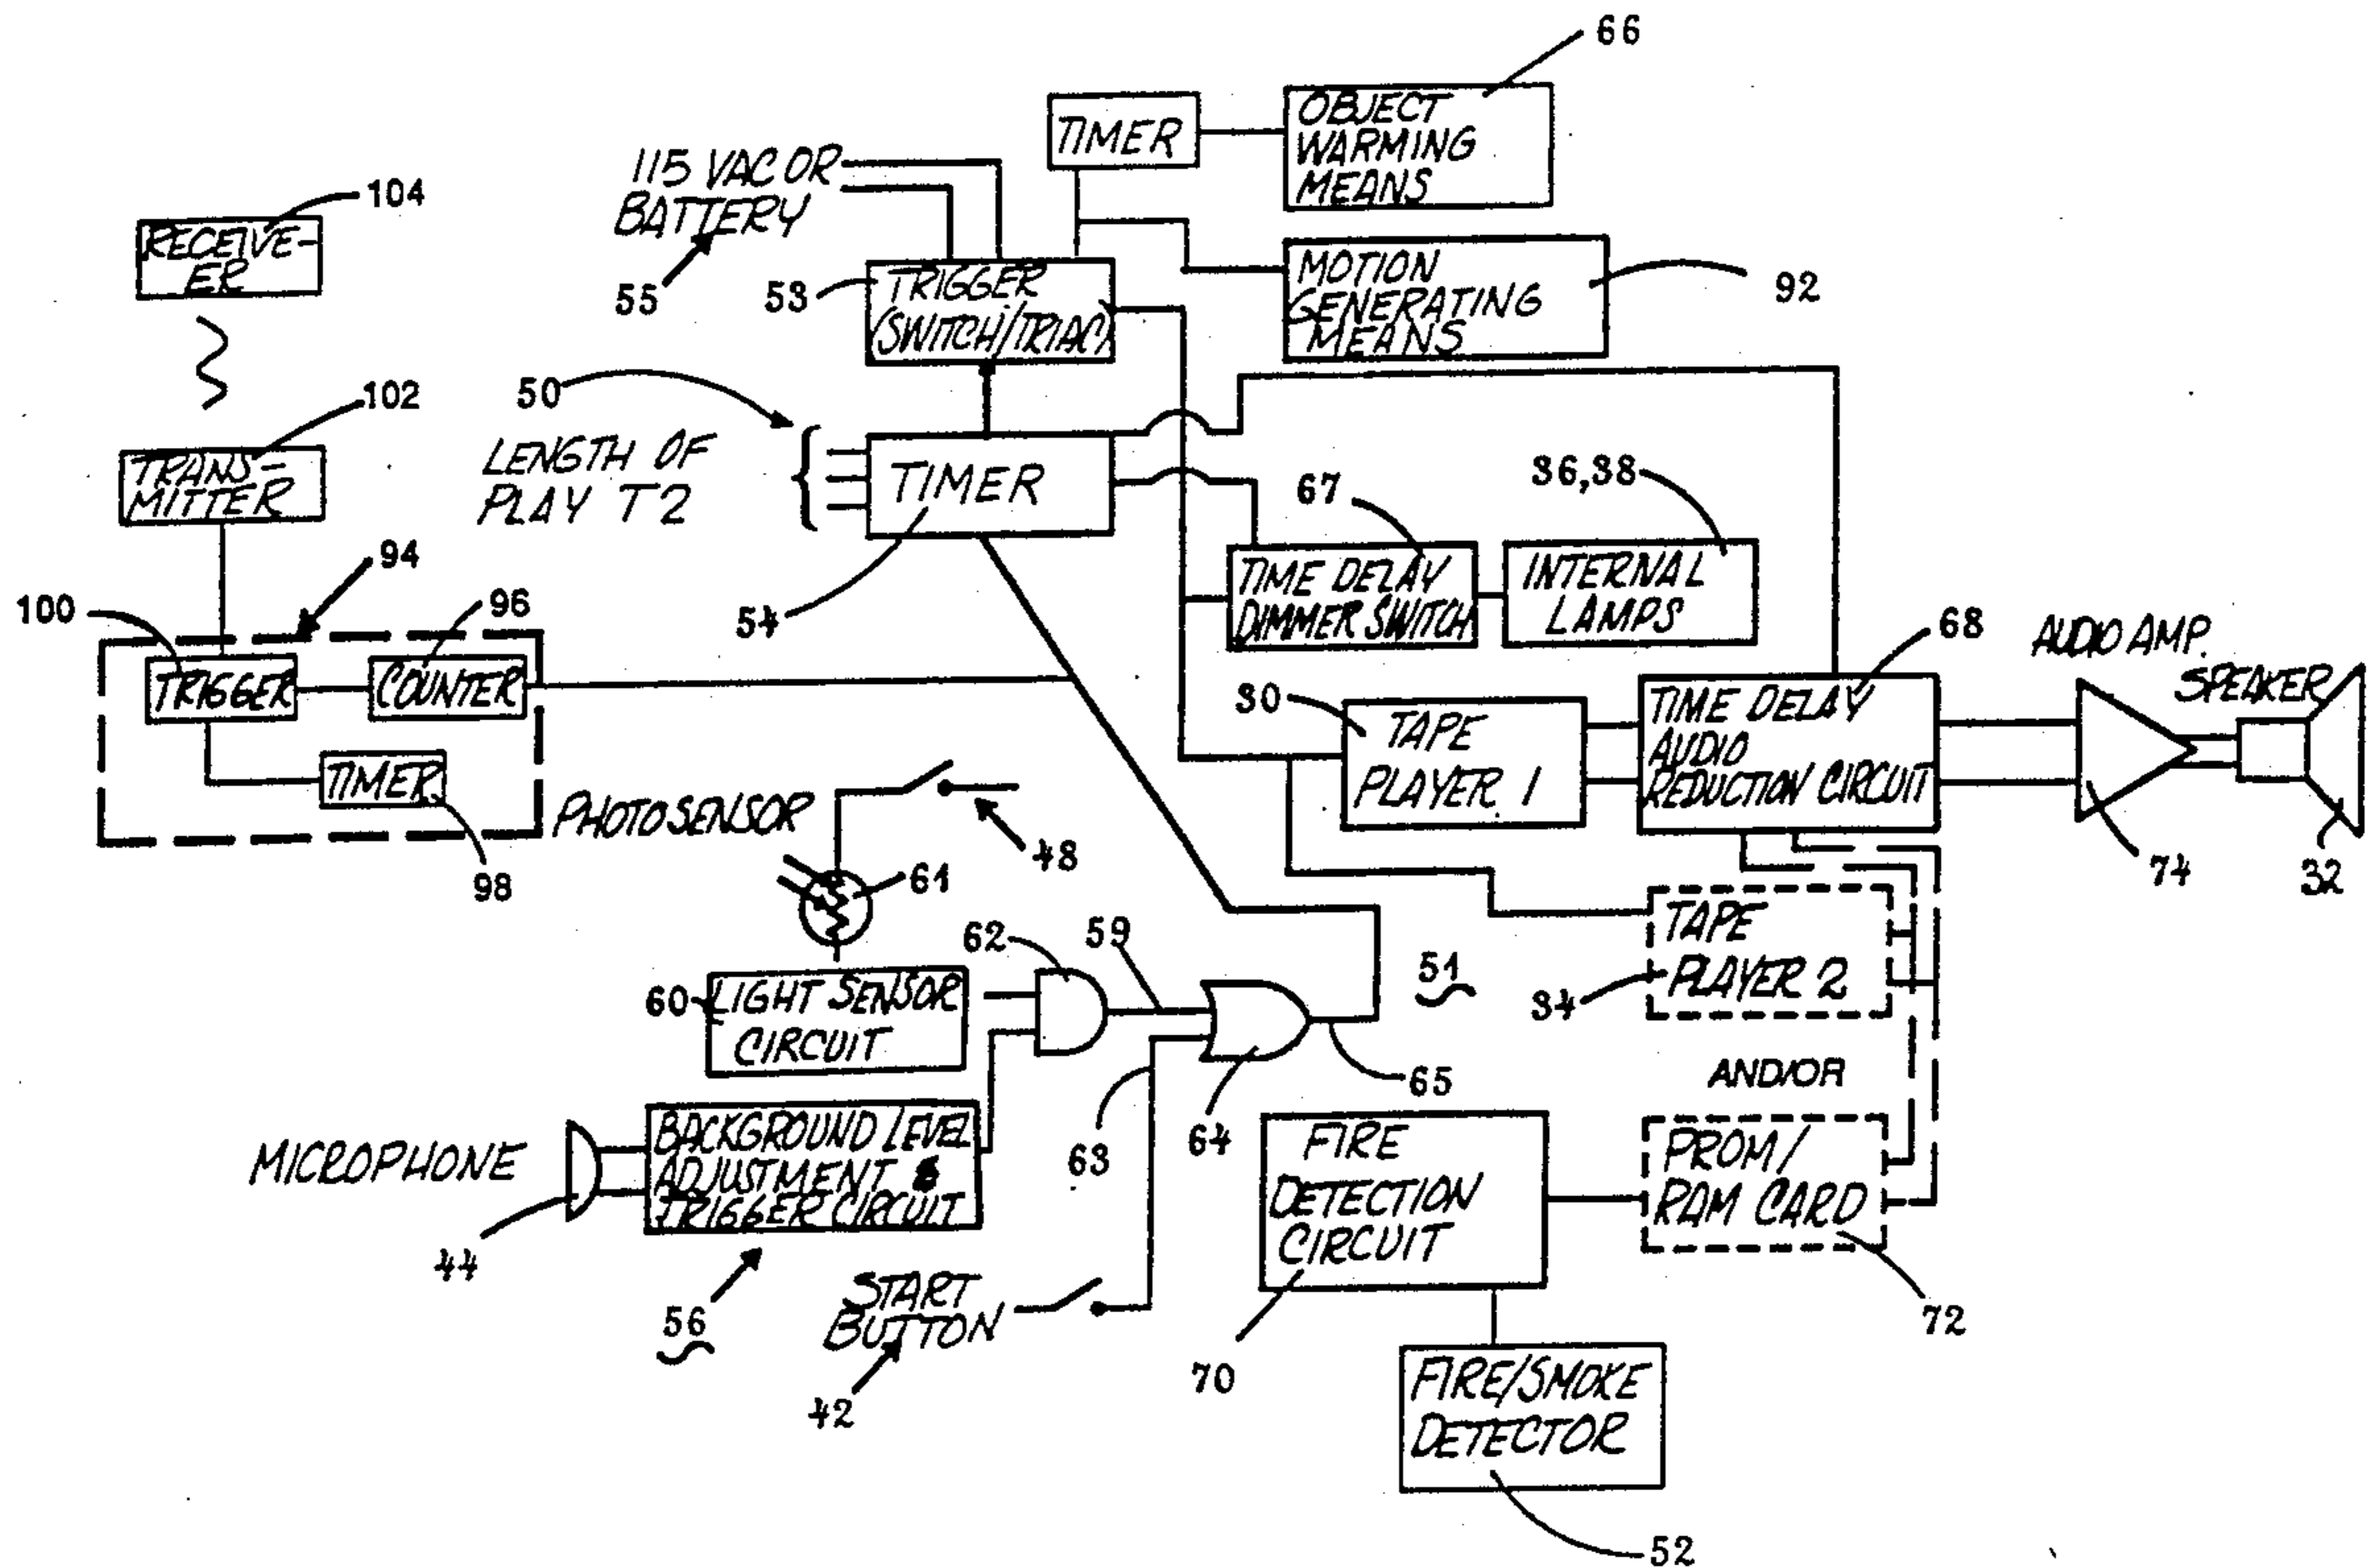 66
TIMER
OBJECT
WARMING
MEANS
115 VAC OR
BATTERY
55
104
RECEIVE-
ER
53
TRIGGER
(SWITCH/TRIAC)
MOTION
GENERATING
MEANS
92
50
LENGTH OF
PLAY T2
TIMER
54
102
TRANS-
MITTER
67
36,38
TIME DELAY
DIMMER SWITCH
INTERNAL
LAMPS
94
100
96
TRIGGER
COUNTER
TIMER
98
68
AUDIO AMP.
SPEAKER
30
TAPE
PLAYER 1
TIME DELAY
AUDIO
REDUCTION CIRCUIT
74
32
PHOTO SENSOR
48
61
62
59
60
LIGHT SENSOR
CIRCUIT
51
TAPE
PLAYER 2
34
64
65
63
AND/OR
MICROPHONE
44
BACKGROUND LEVEL
ADJUSTMENT &
TRIGGER CIRCUIT
56
START
BUTTON
42
FIRE
DETECTION
CIRCUIT
70
PROM/
RAM CARD
72
FIRE/SMOKE
DETECTOR
52